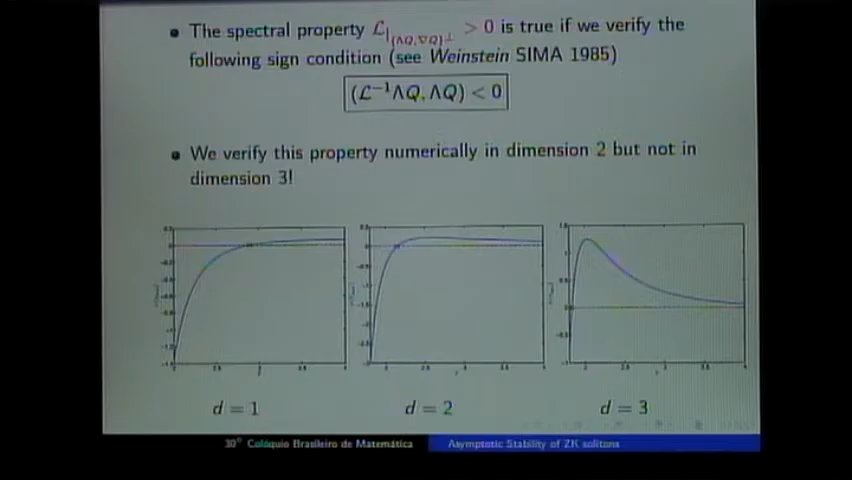 • The spectral property 𝓛|{ΛQ,∇Q}⊥ > 0 is true if we verify the
following sign condition (see Weinstein SIMA 1985)
(𝓛⁻¹ΛQ, ΛQ) < 0
• We verify this property numerically in dimension 2 but not in
dimension 3!
d = 1
d = 2
d = 3
30° Colóquio Brasileiro de Matemática
Asymptotic Stability of ZK solitons